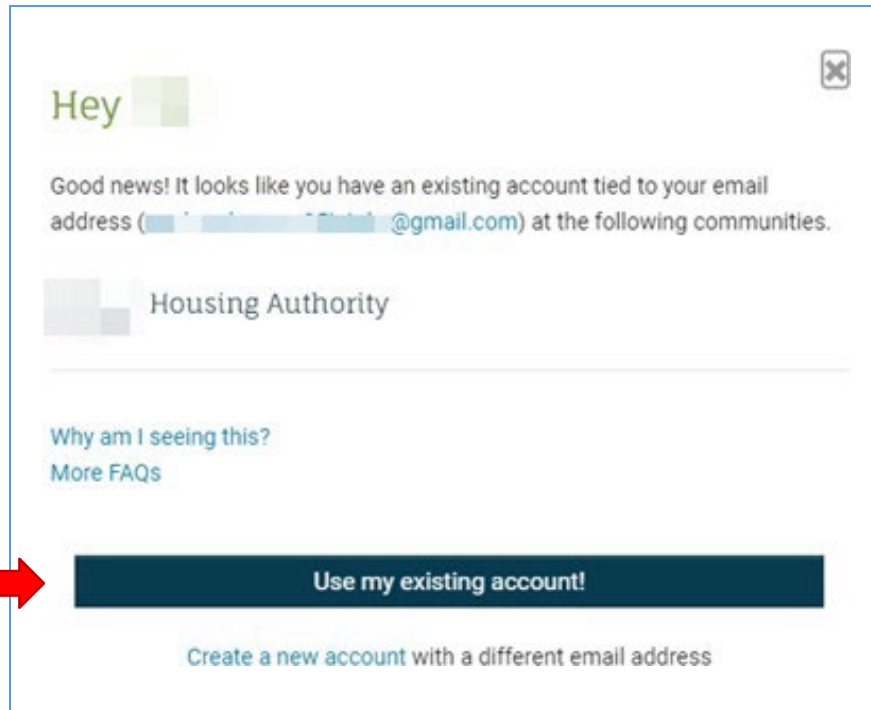 Hey
Good news! It looks like you have an existing account tied to your email
address ( @gmail.com) at the following communities.
Housing Authority
Why am I seeing this?
More FAQs
Use my existing account!
Create a new account with a different email address